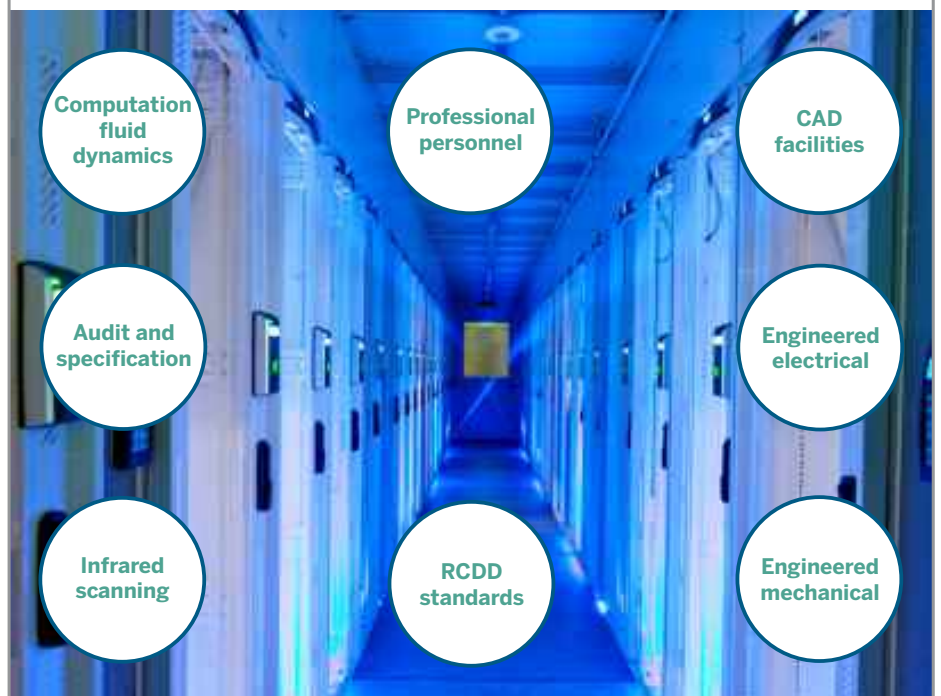 Computation
fluid
dynamics
Professional
personnel
CAD
facilities
Audit and
specification
Engineered
electrical
Infrared
scanning
RCDD
standards
Engineered
mechanical